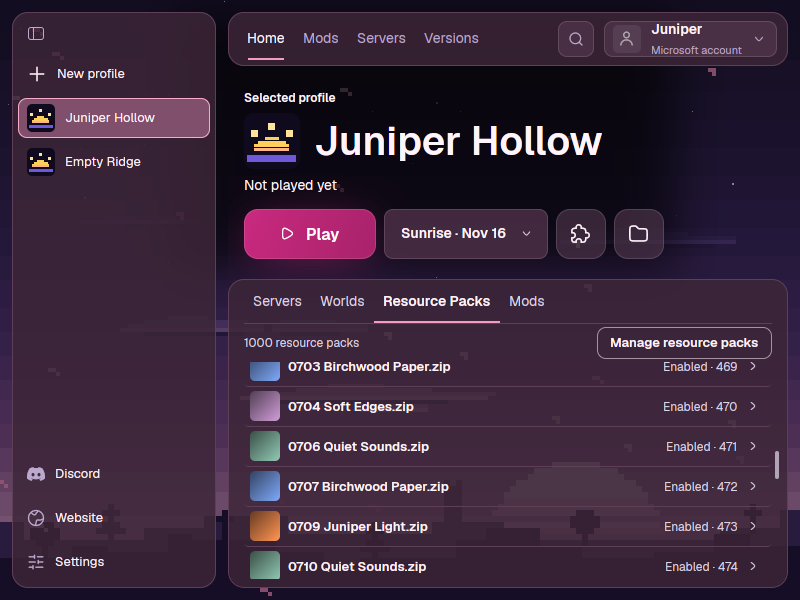 New profile
Juniper Hollow
Empty Ridge
Discord
Website
Settings
Home Mods Servers Versions
Juniper
Microsoft account
Selected profile
Juniper Hollow
Not played yet
Play
Sunrise · Nov 16
Servers Worlds Resource Packs Mods
1000 resource packs
Manage resource packs
0703 Birchwood Paper.zip Enabled · 469
0704 Soft Edges.zip Enabled · 470
0706 Quiet Sounds.zip Enabled · 471
0707 Birchwood Paper.zip Enabled · 472
0709 Juniper Light.zip Enabled · 473
0710 Quiet Sounds.zip Enabled · 474